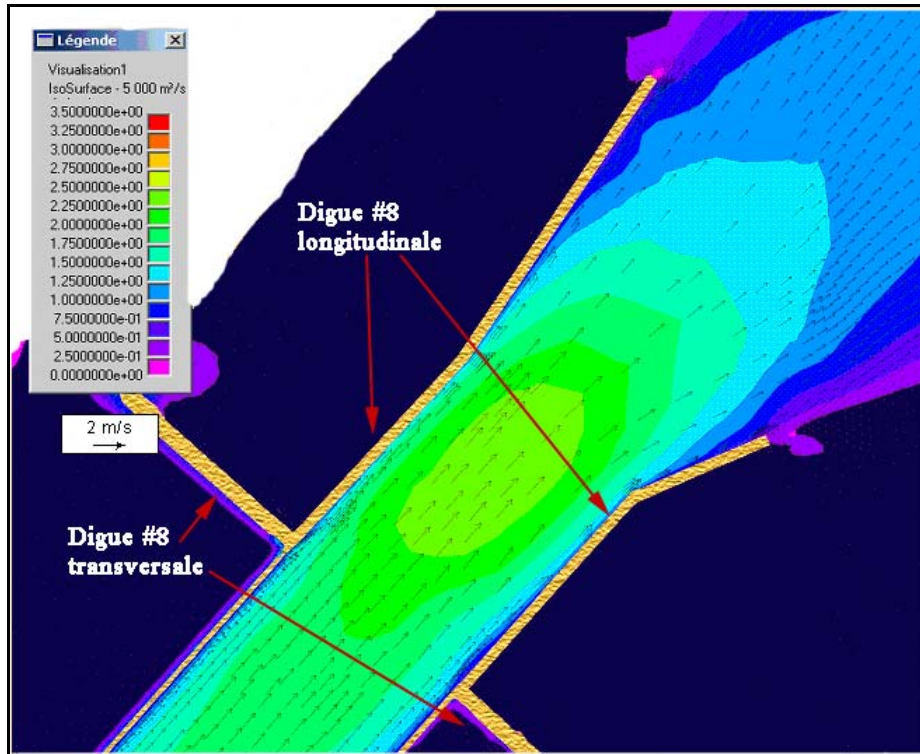 Légende
Visualisation1
IsoSurface - 5 000 m³/s
3.5000000e+00
3.2500000e+00
3.0000000e+00
2.7500000e+00
2.5000000e+00
2.2500000e+00
2.0000000e+00
1.7500000e+00
1.5000000e+00
1.2500000e+00
1.0000000e+00
7.5000000e-01
5.0000000e-01
2.5000000e-01
0.0000000e+00
2 m/s
Digue #8
longitudinale
Digue #8
transversale